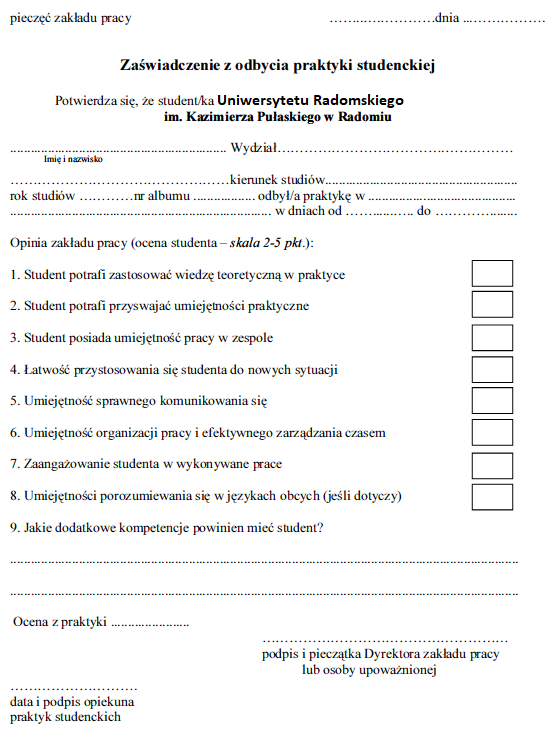 pieczęć zakładu pracy ……..………………dnia ...……………
Zaświadczenie z odbycia praktyki studenckiej
Potwierdza się, że student/ka Uniwersytetu Radomskiego
im. Kazimierza Pułaskiego w Radomiu
................................................................ Wydział……………………………………………
Imię i nazwisko
…………………………………………kierunek studiów.........................................................
rok studiów …………nr albumu .................. odbył/a praktykę w ............................................
............................................................................. w dniach od ……........…. do …………........
Opinia zakładu pracy (ocena studenta – skala 2-5 pkt.):
1. Student potrafi zastosować wiedzę teoretyczną w praktyce
2. Student potrafi przyswajać umiejętności praktyczne
3. Student posiada umiejętność pracy w zespole
4. Łatwość przystosowania się studenta do nowych sytuacji
5. Umiejętność sprawnego komunikowania się
6. Umiejętność organizacji pracy i efektywnego zarządzania czasem
7. Zaangażowanie studenta w wykonywane prace
8. Umiejętności porozumiewania się w językach obcych (jeśli dotyczy)
9. Jakie dodatkowe kompetencje powinien mieć student?
......................................................................................................................................................
......................................................................................................................................................
Ocena z praktyki .......................
………………………………………………
podpis i pieczątka Dyrektora zakładu pracy
lub osoby upoważnionej
………………………
data i podpis opiekuna
praktyk studenckich